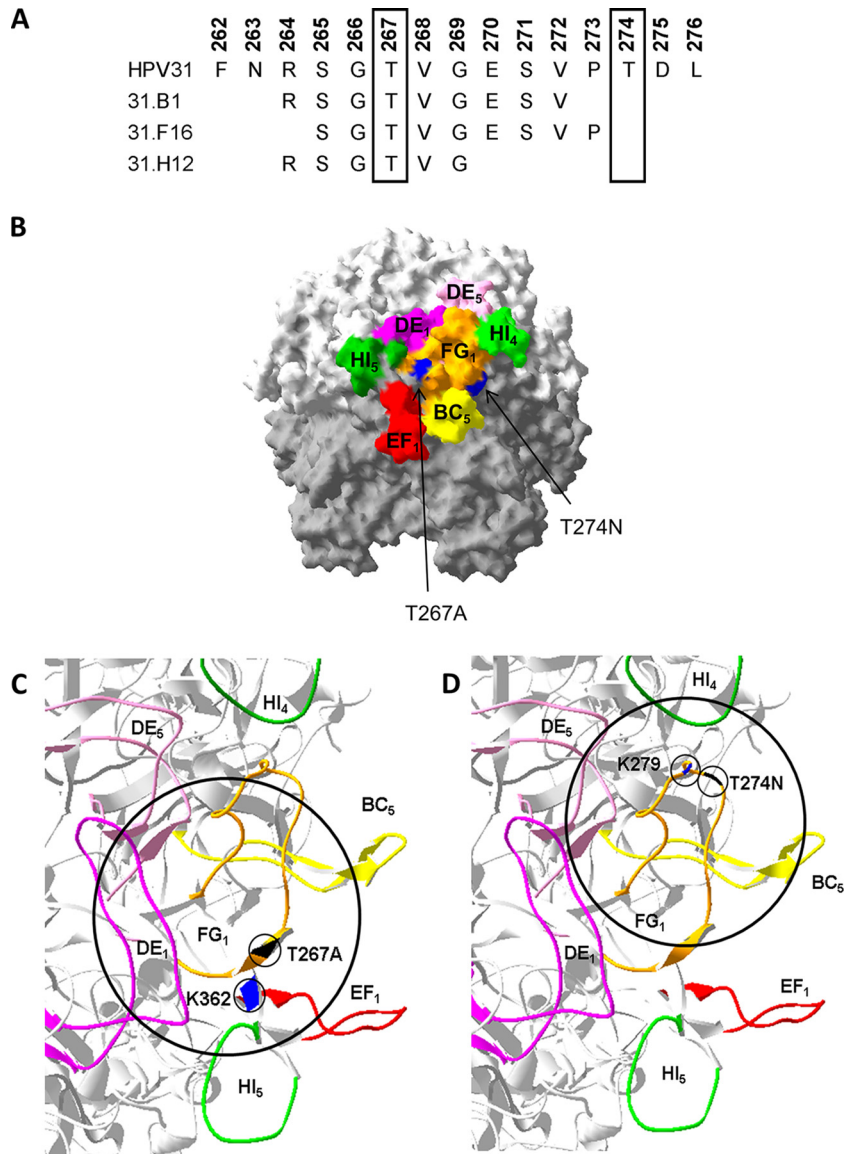 A
262 263 264 265 266 267 268 269 270 271 272 273 274 275 276
HPV31 F N R S G T V G E S V P T D L
31.B1 R S G T V G E S V
31.F16 S G T V G E S V P
31.H12 R S G T V G
B
DE5
DE1
HI4
FG1
HI5
BC5
EF1
T274N
T267A
C
HI4
DE5
BC5
FG1
T267A
DE1
K362
EF1
HI5
D
HI4
DE5
K279
T274N
BC5
FG1
DE1
EF1
HI5